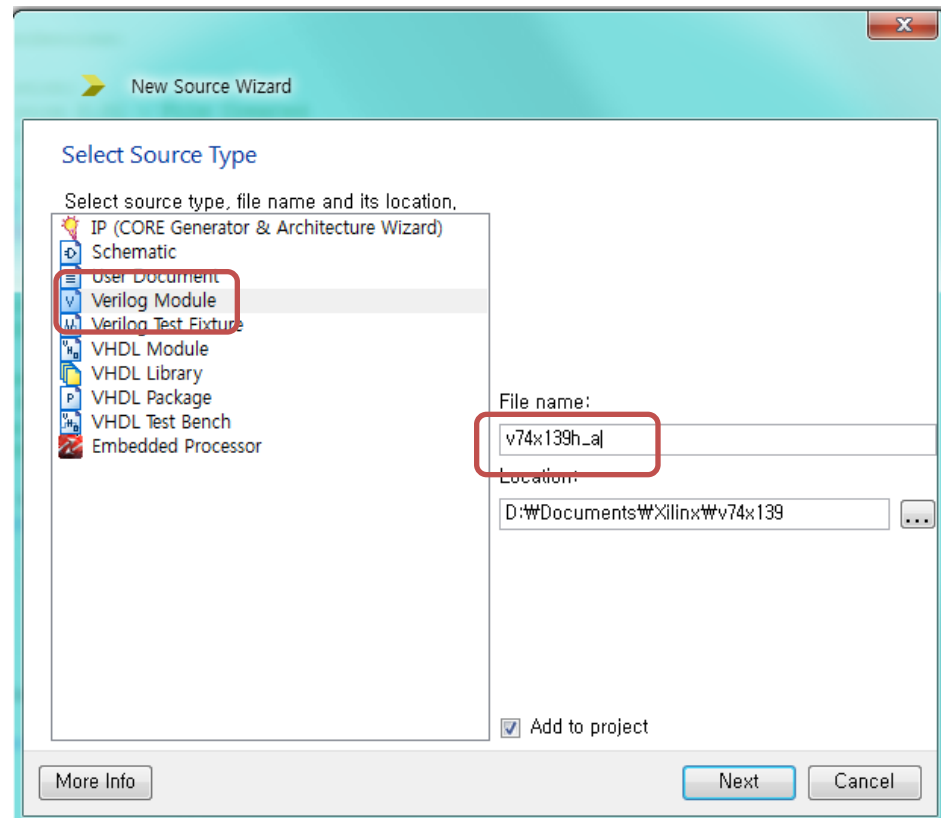 New Source Wizard
Select Source Type
Select source type, file name and its location.
IP (CORE Generator & Architecture Wizard)
Schematic
User Document
Verilog Module
Verilog Test Fixture
VHDL Module
VHDL Library
VHDL Package
VHDL Test Bench
Embedded Processor
File name:
v74x139h_a
Location:
D:₩Documents₩Xilinx₩v74x139
...
Add to project
More Info
Next
Cancel